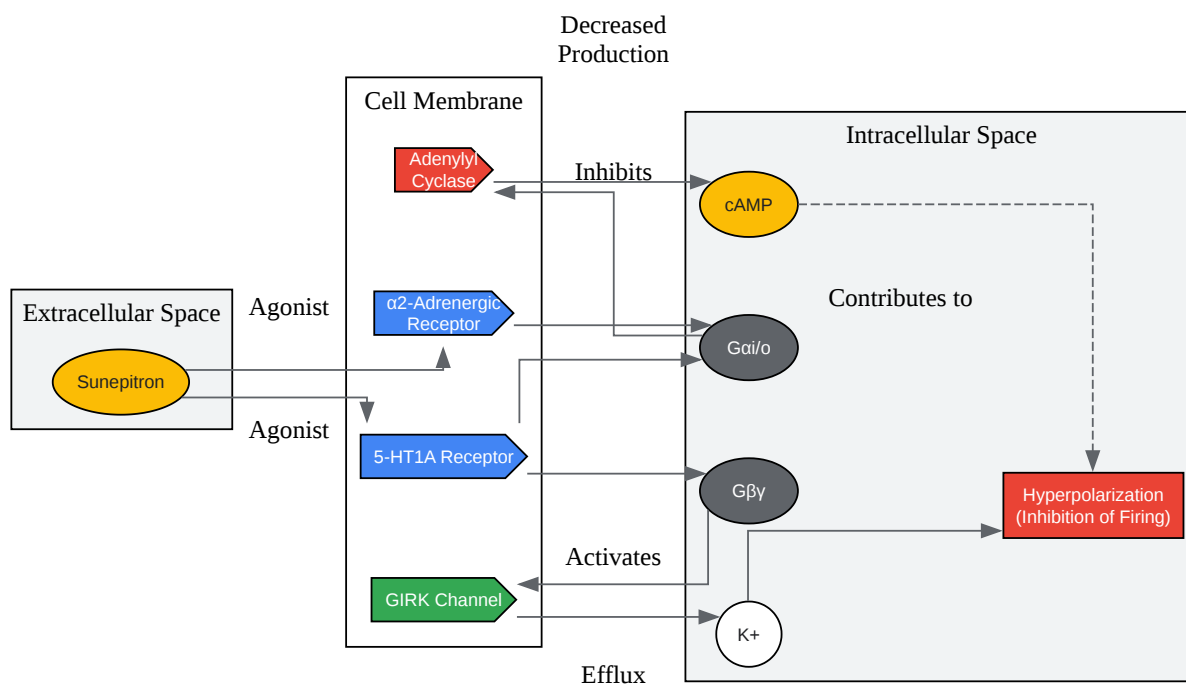 Decreased
Production
Cell Membrane
Intracellular Space
Adenylyl
Cyclase
Inhibits
cAMP
Extracellular Space
Agonist
α2-Adrenergic
Receptor
Contributes to
Gαi/o
Sunepitron
Agonist
5-HT1A Receptor
Gβγ
Hyperpolarization
(Inhibition of Firing)
Activates
GIRK Channel
K+
Efflux